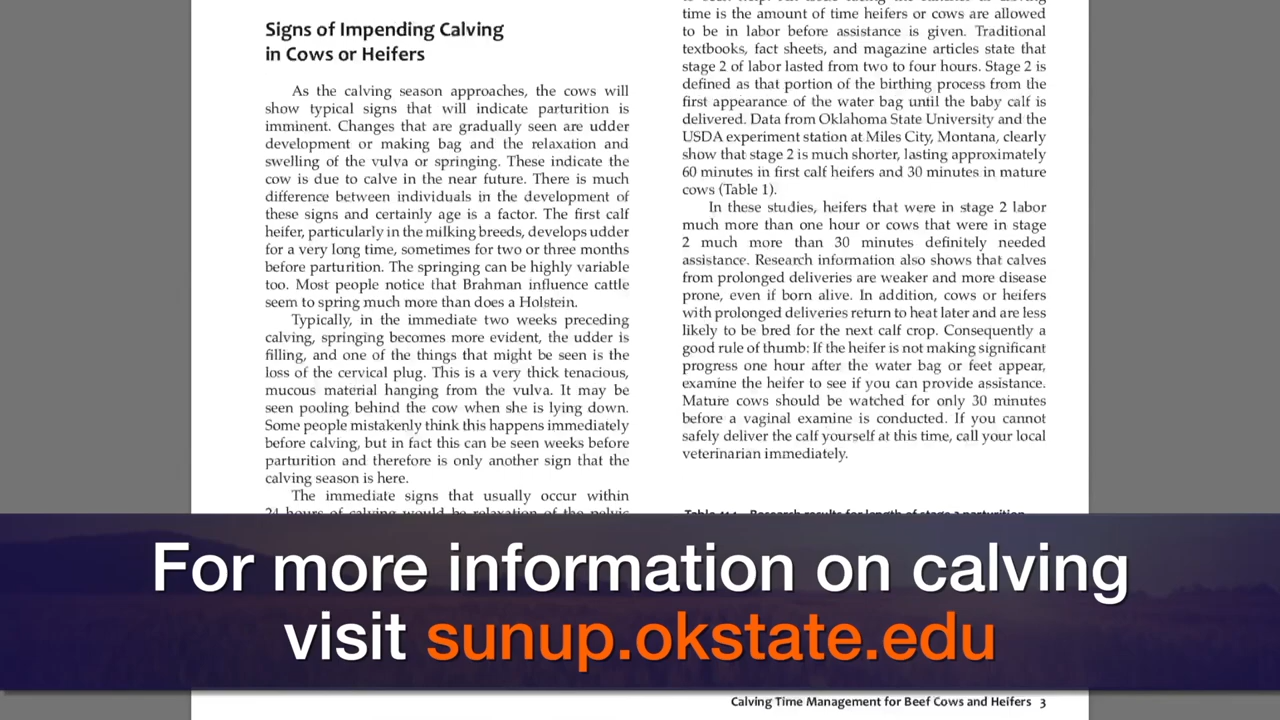 Signs of Impending Calving
in Cows or Heifers
As the calving season approaches, the cows will
show typical signs that will indicate parturition is
imminent. Changes that are gradually seen are udder
development or making bag and the relaxation and
swelling of the vulva or springing. These indicate the
cow is due to calve in the near future. There is much
difference between individuals in the development of
these signs and certainly age is a factor. The first calf
heifer, particularly in the milking breeds, develops udder
for a very long time, sometimes for two or three months
before parturition. The springing can be highly variable
too. Most people notice that Brahman influence cattle
seem to spring much more than does a Holstein.
Typically, in the immediate two weeks preceding
calving, springing becomes more evident, the udder is
filling, and one of the things that might be seen is the
loss of the cervical plug. This is a very thick tenacious,
mucous material hanging from the vulva. It may be
seen pooling behind the cow when she is lying down.
Some people mistakenly think this happens immediately
before calving, but in fact this can be seen weeks before
parturition and therefore is only another sign that the
calving season is here.
The immediate signs that usually occur within
24 hours of calving would be relaxation of the pelvic
time is the amount of time heifers or cows are allowed
to be in labor before assistance is given. Traditional
textbooks, fact sheets, and magazine articles state that
stage 2 of labor lasted from two to four hours. Stage 2 is
defined as that portion of the birthing process from the
first appearance of the water bag until the baby calf is
delivered. Data from Oklahoma State University and the
USDA experiment station at Miles City, Montana, clearly
show that stage 2 is much shorter, lasting approximately
60 minutes in first calf heifers and 30 minutes in mature
cows (Table 1).
In these studies, heifers that were in stage 2 labor
much more than one hour or cows that were in stage
2 much more than 30 minutes definitely needed
assistance. Research information also shows that calves
from prolonged deliveries are weaker and more disease
prone, even if born alive. In addition, cows or heifers
with prolonged deliveries return to heat later and are less
likely to be bred for the next calf crop. Consequently a
good rule of thumb: If the heifer is not making significant
progress one hour after the water bag or feet appear,
examine the heifer to see if you can provide assistance.
Mature cows should be watched for only 30 minutes
before a vaginal examine is conducted. If you cannot
safely deliver the calf yourself at this time, call your local
veterinarian immediately.
For more information on calving
visit sunup.okstate.edu
Calving Time Management for Beef Cows and Heifers 3